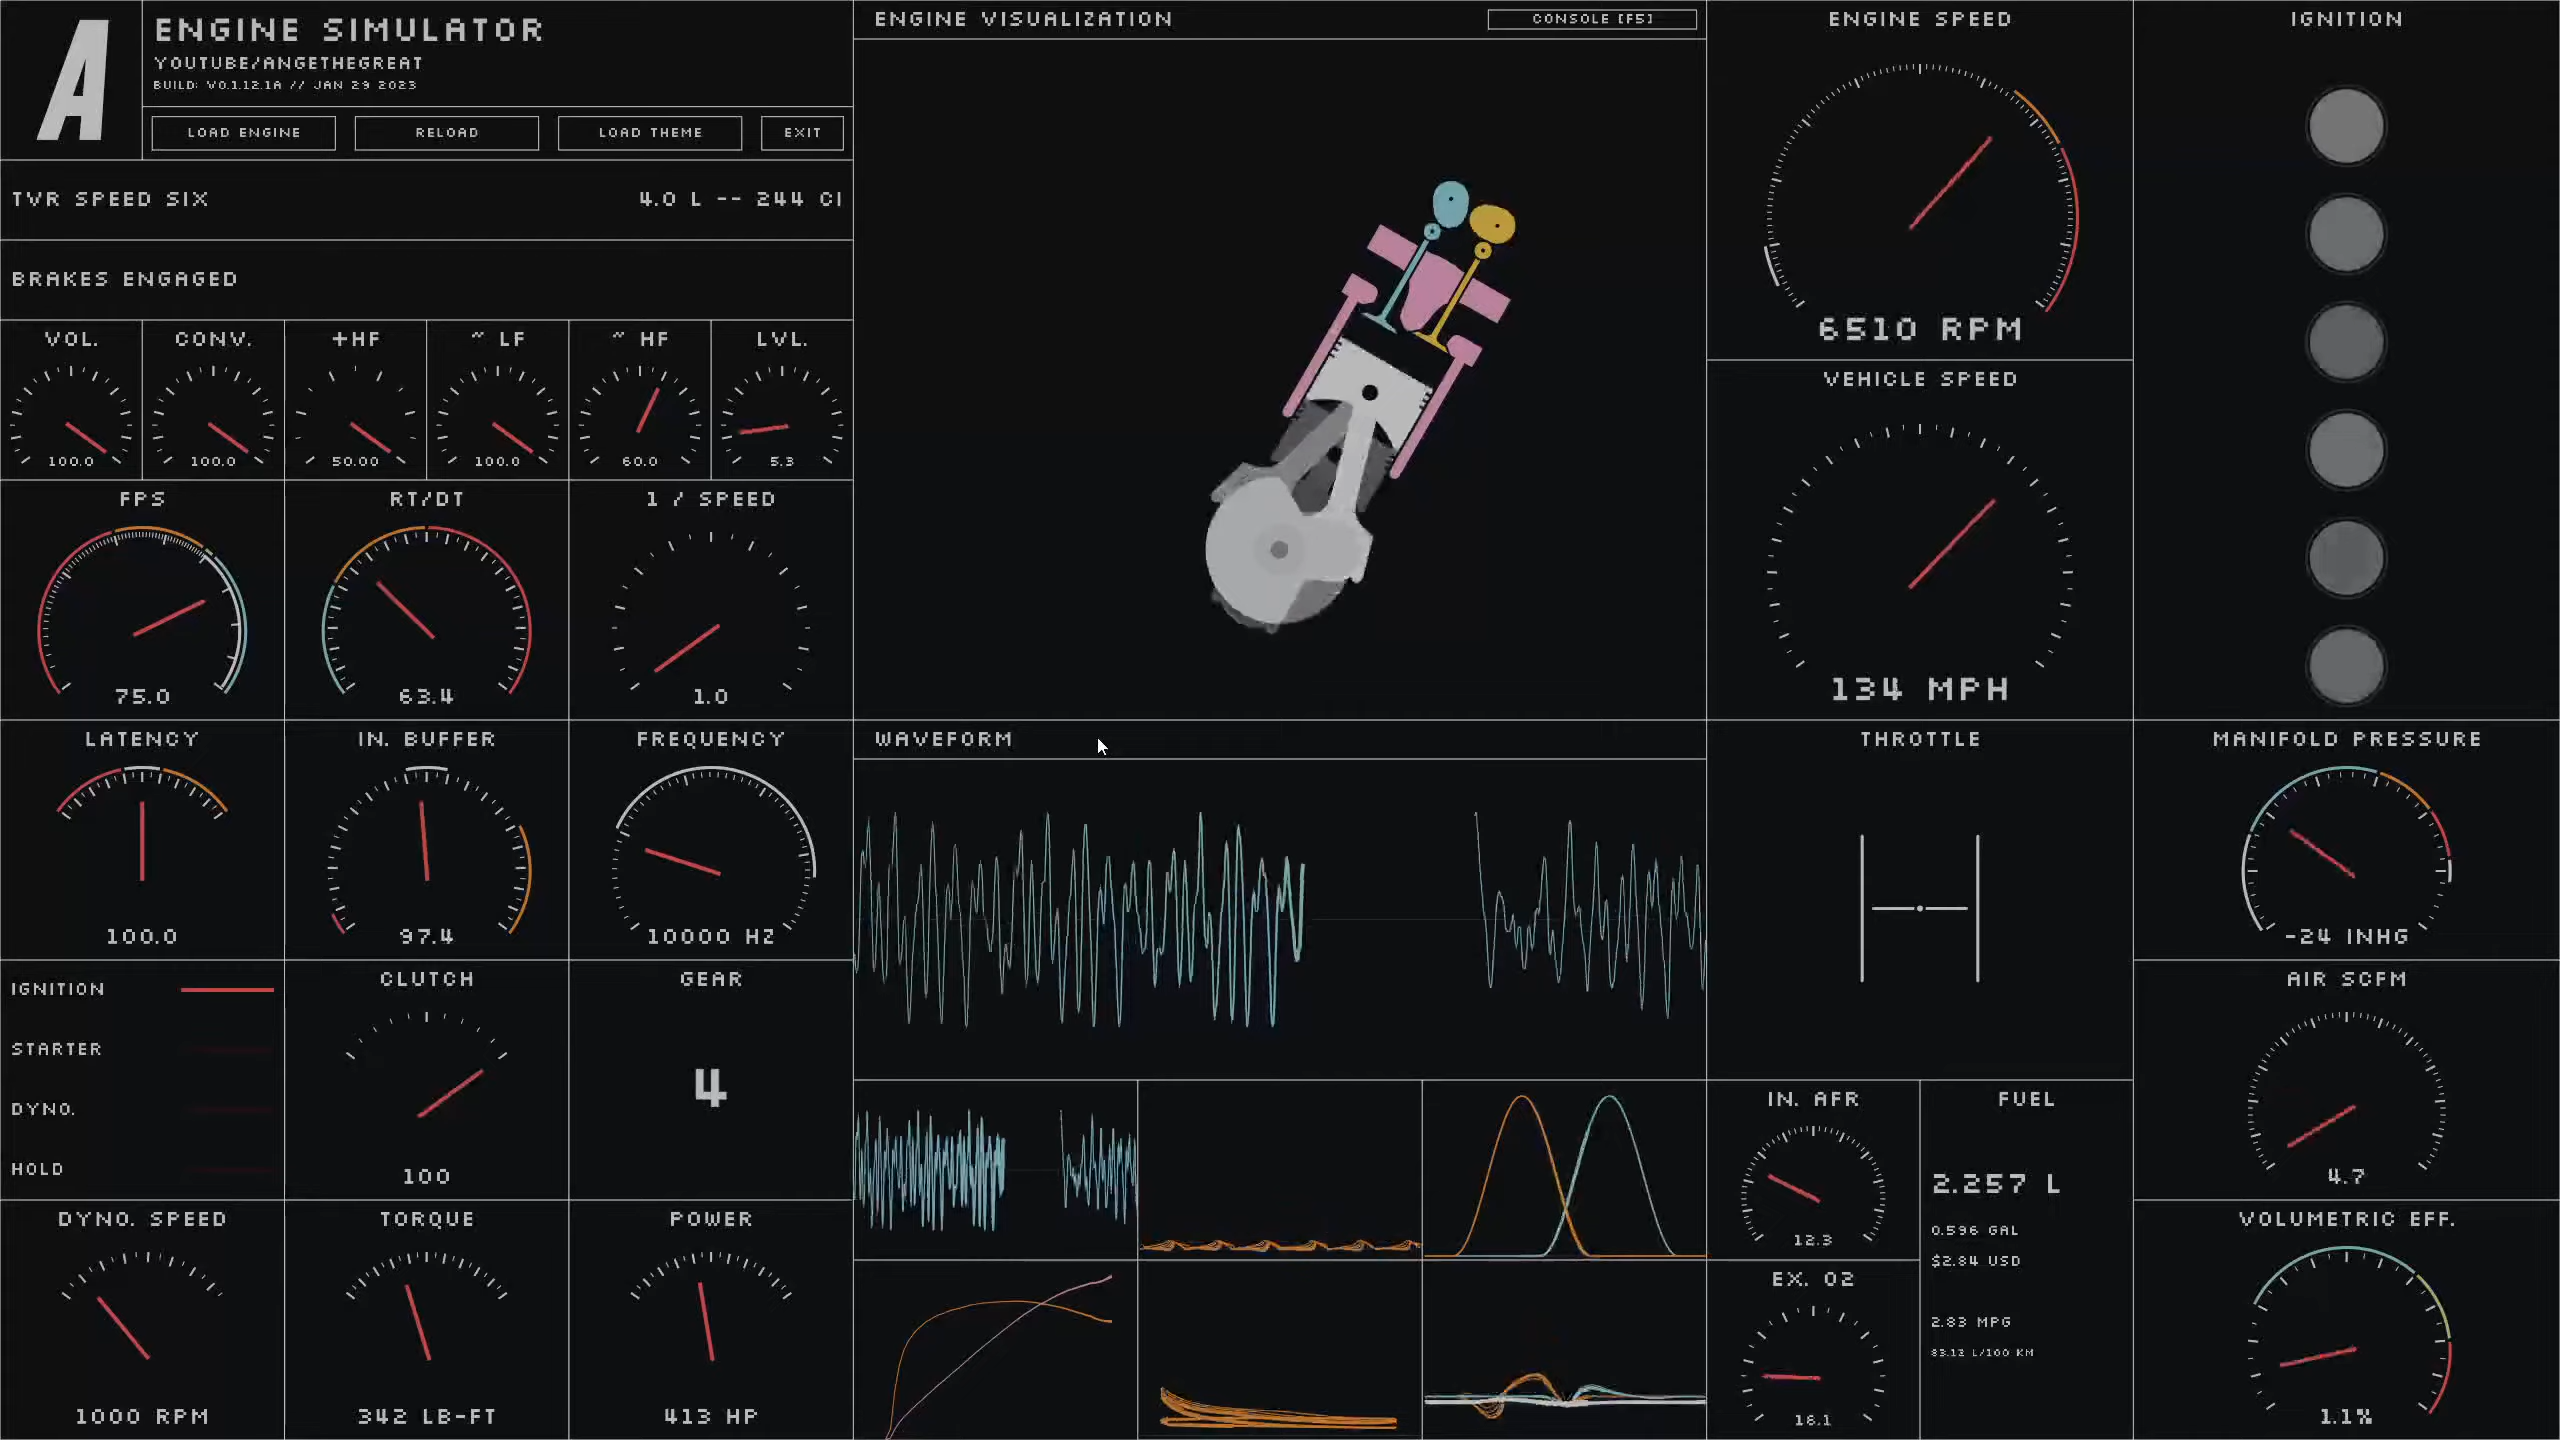 A
ENGINE SIMULATOR
YOUTUBE/ANGETHEGREAT
BUILD: V0.1.12.1A // JAN 29 2023
LOAD ENGINE
RELOAD
LOAD THEME
EXIT
TVR SPEED SIX
4.0 L -- 244 CI
BRAKES ENGAGED
VOL.
CONV.
+HF
~ LF
~ HF
LVL.
100.0
100.0
50.00
100.0
60.0
5.3
FPS
RT/DT
1 / SPEED
75.0
63.4
1.0
LATENCY
IN. BUFFER
FREQUENCY
100.0
97.4
10000 HZ
IGNITION
STARTER
DYNO.
HOLD
CLUTCH
100
GEAR
4
DYNO. SPEED
TORQUE
POWER
1000 RPM
342 LB-FT
413 HP
ENGINE VISUALIZATION
CONSOLE [F5]
WAVEFORM
ENGINE SPEED
6510 RPM
VEHICLE SPEED
134 MPH
THROTTLE
IN. AFR
12.3
EX. O2
16.1
FUEL
2.257 L
0.596 GAL
$2.84 USD
2.83 MPG
83.12 L/100 KM
IGNITION
MANIFOLD PRESSURE
-24 INHG
AIR SCFM
4.7
VOLUMETRIC EFF.
1.1%